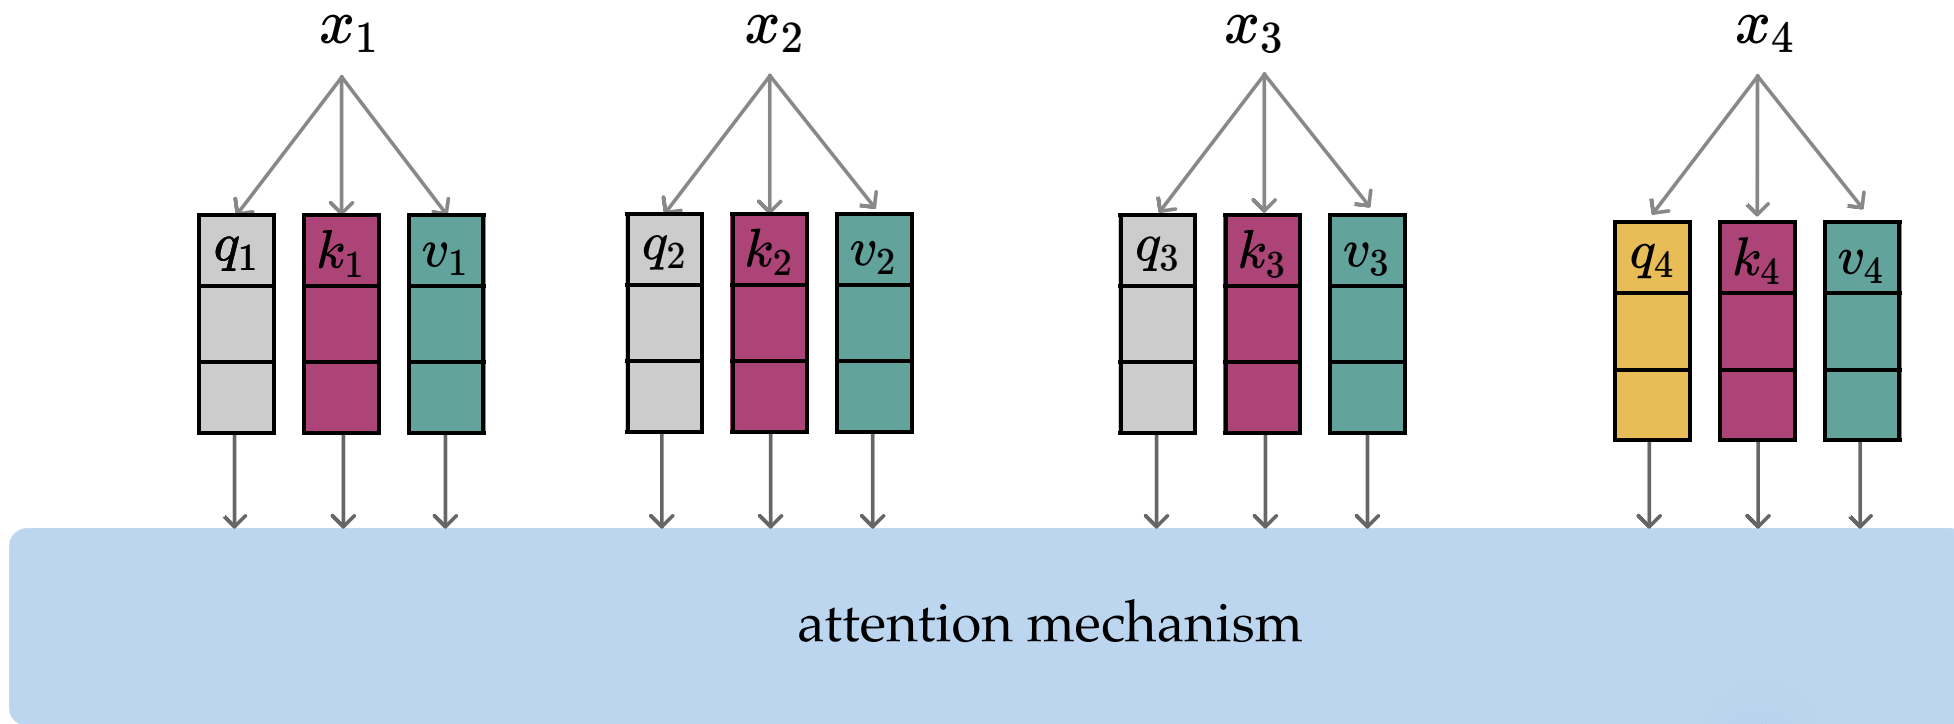 x₁ x₂ x₃ x₄
q₁ k₁ v₁ q₂ k₂ v₂ q₃ k₃ v₃ q₄ k₄ v₄
attention mechanism